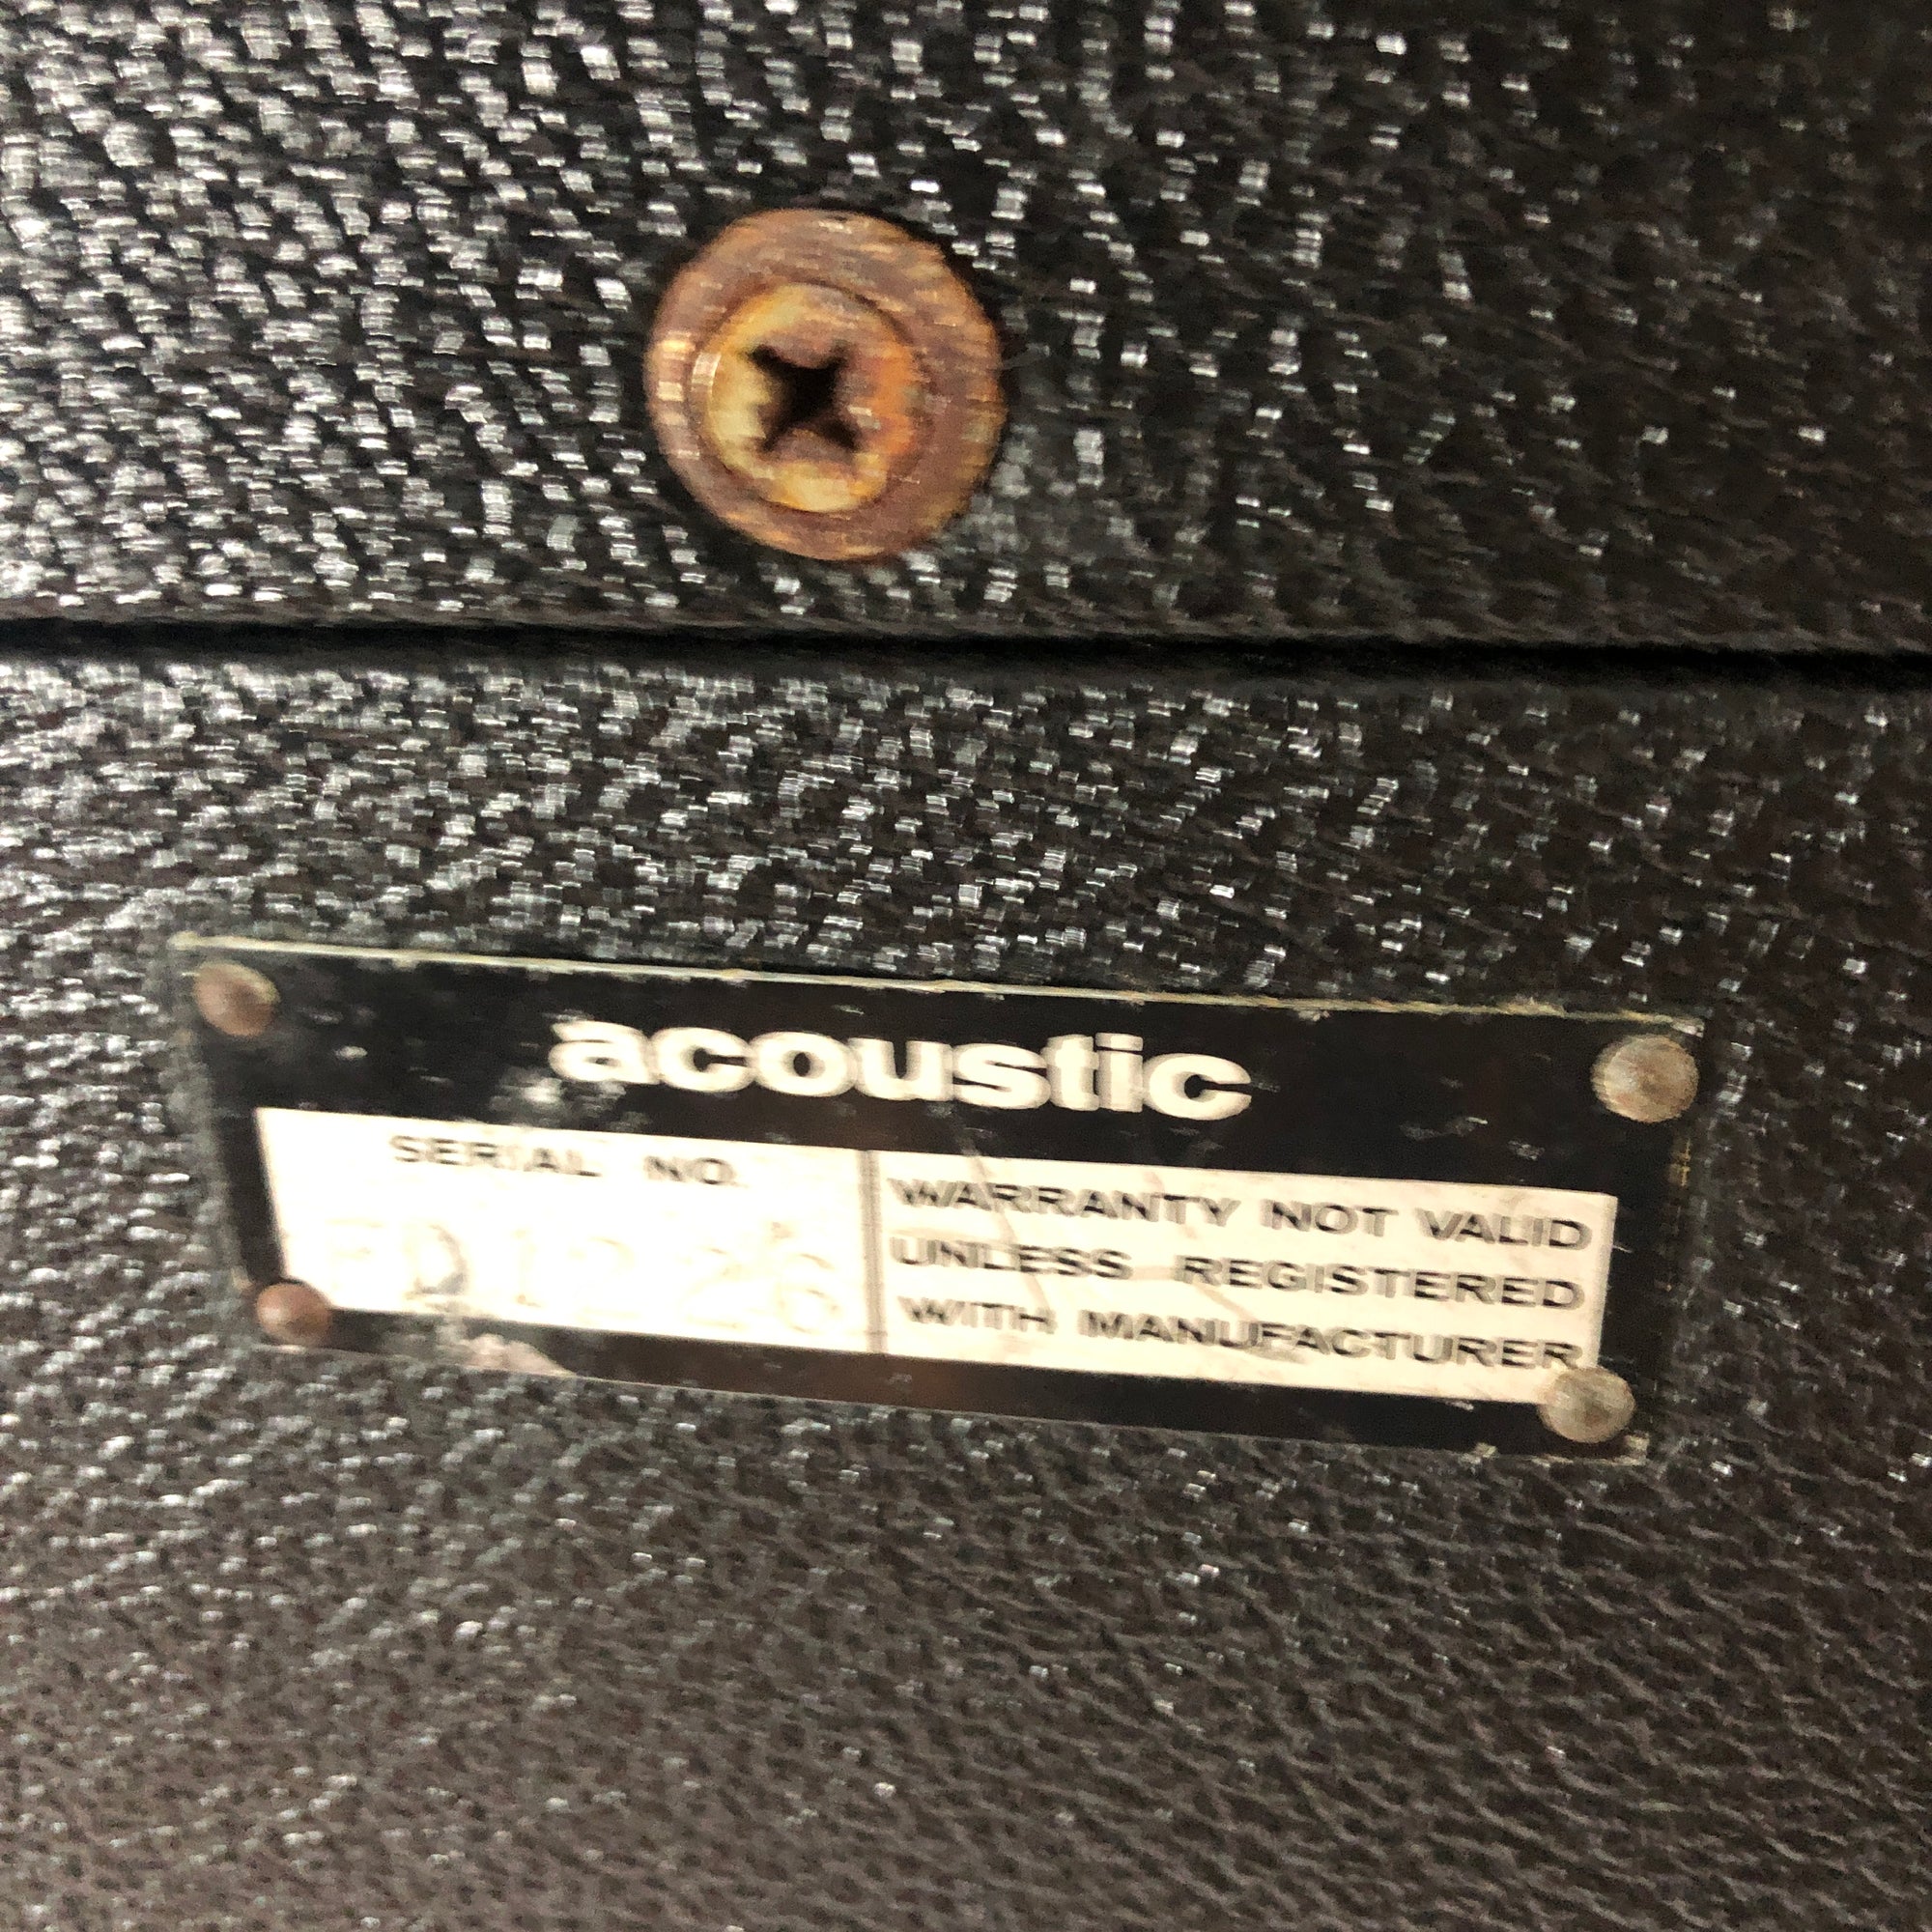 acoustic
SERIAL NO.
WARRANTY NOT VALID
UNLESS REGISTERED
WITH MANUFACTURER